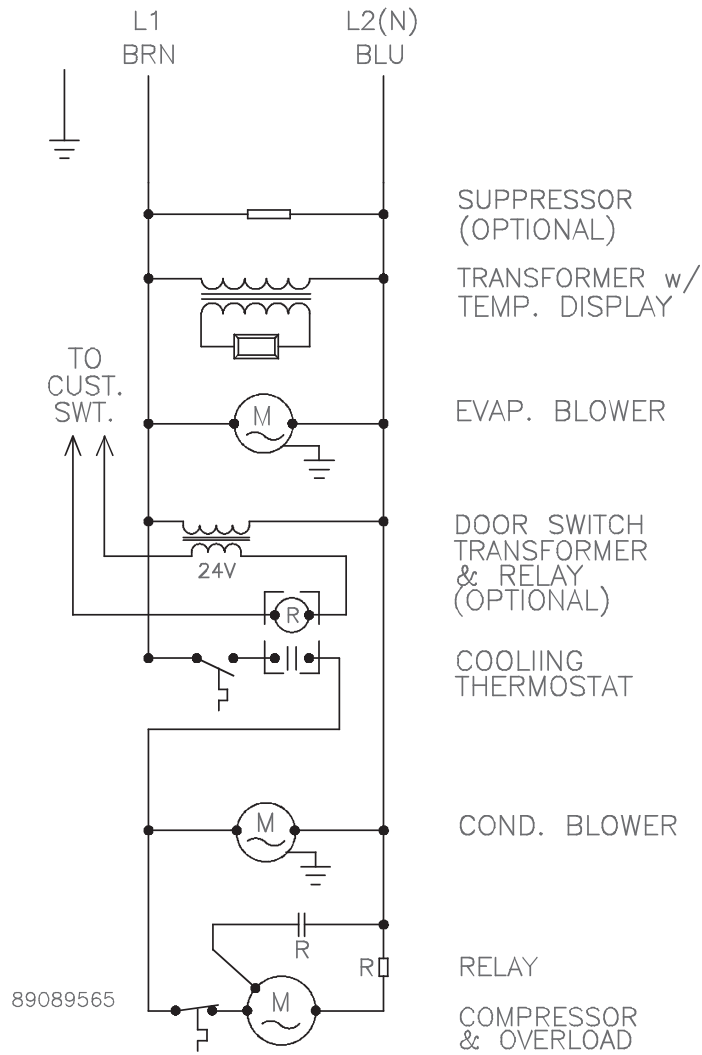 L1 L2(N)
BRN BLU
SUPPRESSOR
(OPTIONAL)
TRANSFORMER w/
TEMP. DISPLAY
TO
CUST.
SWT.
M
EVAP. BLOWER
DOOR SWITCH
TRANSFORMER
& RELAY
(OPTIONAL)
24V
R
COOLIING
THERMOSTAT
M
COND. BLOWER
R
R
RELAY
89089565
M
COMPRESSOR
& OVERLOAD